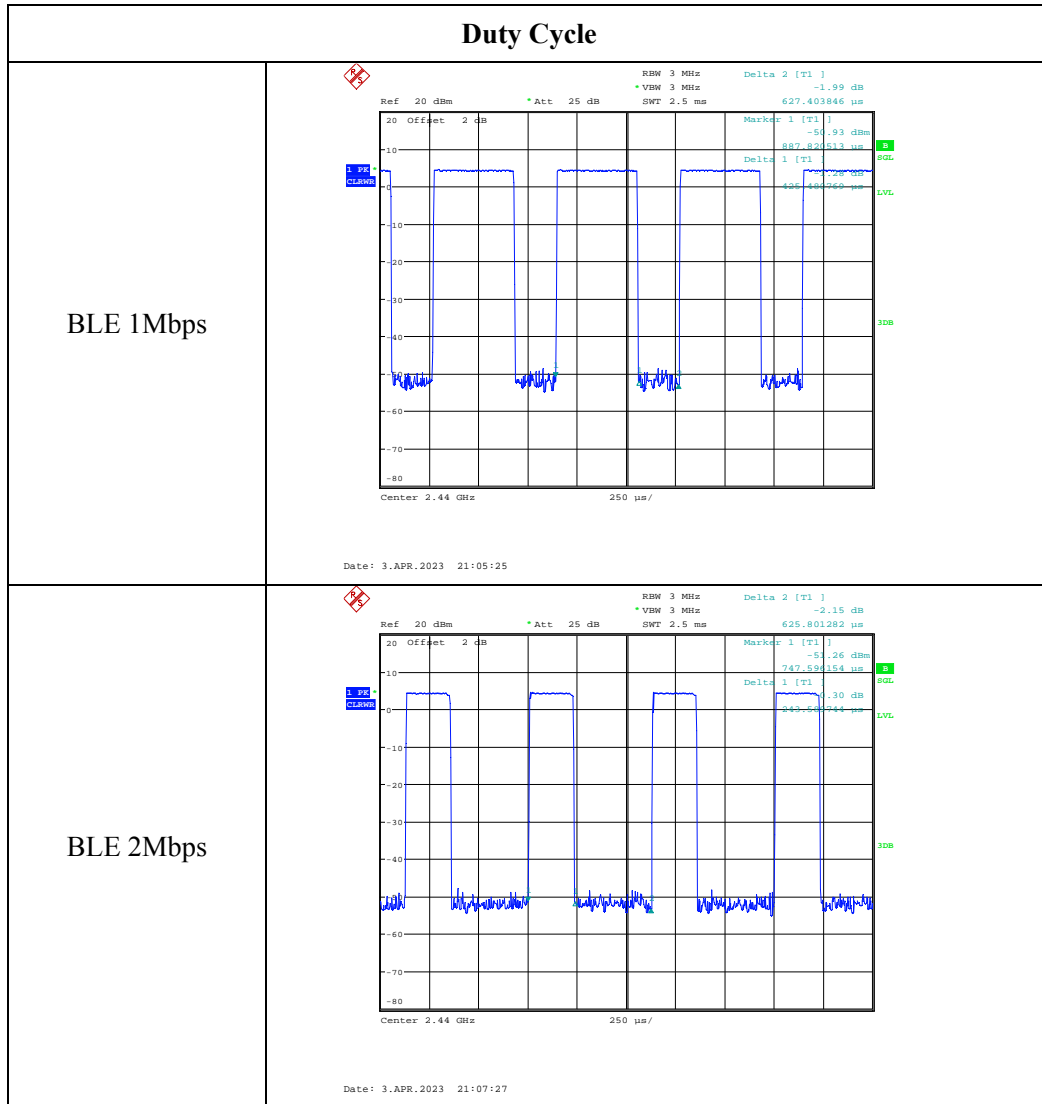 Duty Cycle
BLE 1Mbps
R S
RBW 3 MHz Delta 2 [T1 ]
* VBW 3 MHz -1.99 dB
Ref 20 dBm * Att 25 dB SWT 2.5 ms 627.403846 µs
20 Offset 2 dB Marker 1 [T1 ]
-50.93 dBm
887.820513 µs B
10 Delta 1 [T1 ] SGL
1 PK * dB
CLRWR
0 LVL
-10
-20
-30
3DB
-40
-50
-60
-70
-80
Center 2.44 GHz 250 µs/
Date: 3.APR.2023 21:05:25
BLE 2Mbps
R S
RBW 3 MHz Delta 2 [T1 ]
* VBW 3 MHz -2.15 dB
Ref 20 dBm * Att 25 dB SWT 2.5 ms 625.801282 µs
20 Offset 2 dB Marker 1 [T1 ]
dBm
747.596154 µs B
10 Delta 1 [T1 ] SGL
1 PK * 0.30 dB
CLRWR
0 LVL
-10
-20
-30
3DB
-40
-50
-60
-70
-80
Center 2.44 GHz 250 µs/
Date: 3.APR.2023 21:07:27